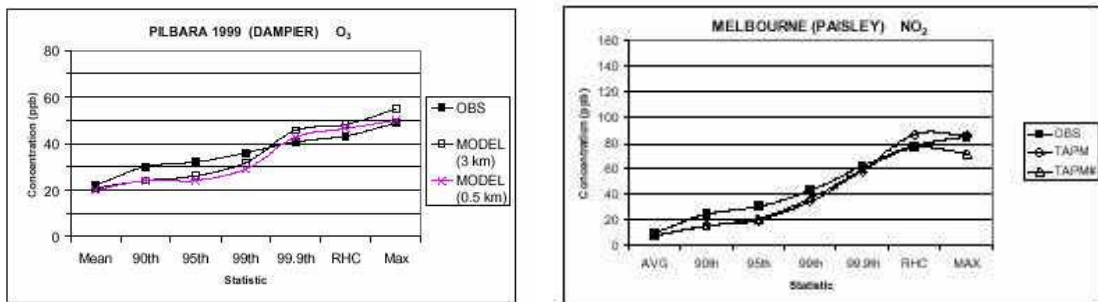 PILBARA 1999 (DAMPIER) O₃
Concentration (ppb)
80
60
40
20
0
Mean 90th 95th 99th 99.9th RHC Max
Statistic
OBS
MODEL
(3 km)
MODEL
(0.5 km)
MELBOURNE (PAISLEY) NO₂
Concentration (ppb)
160
140
120
100
80
60
40
20
0
AVG 90th 95th 99th 99.9th RHC MAX
Statistic
OBS
TAPM
TAPM#